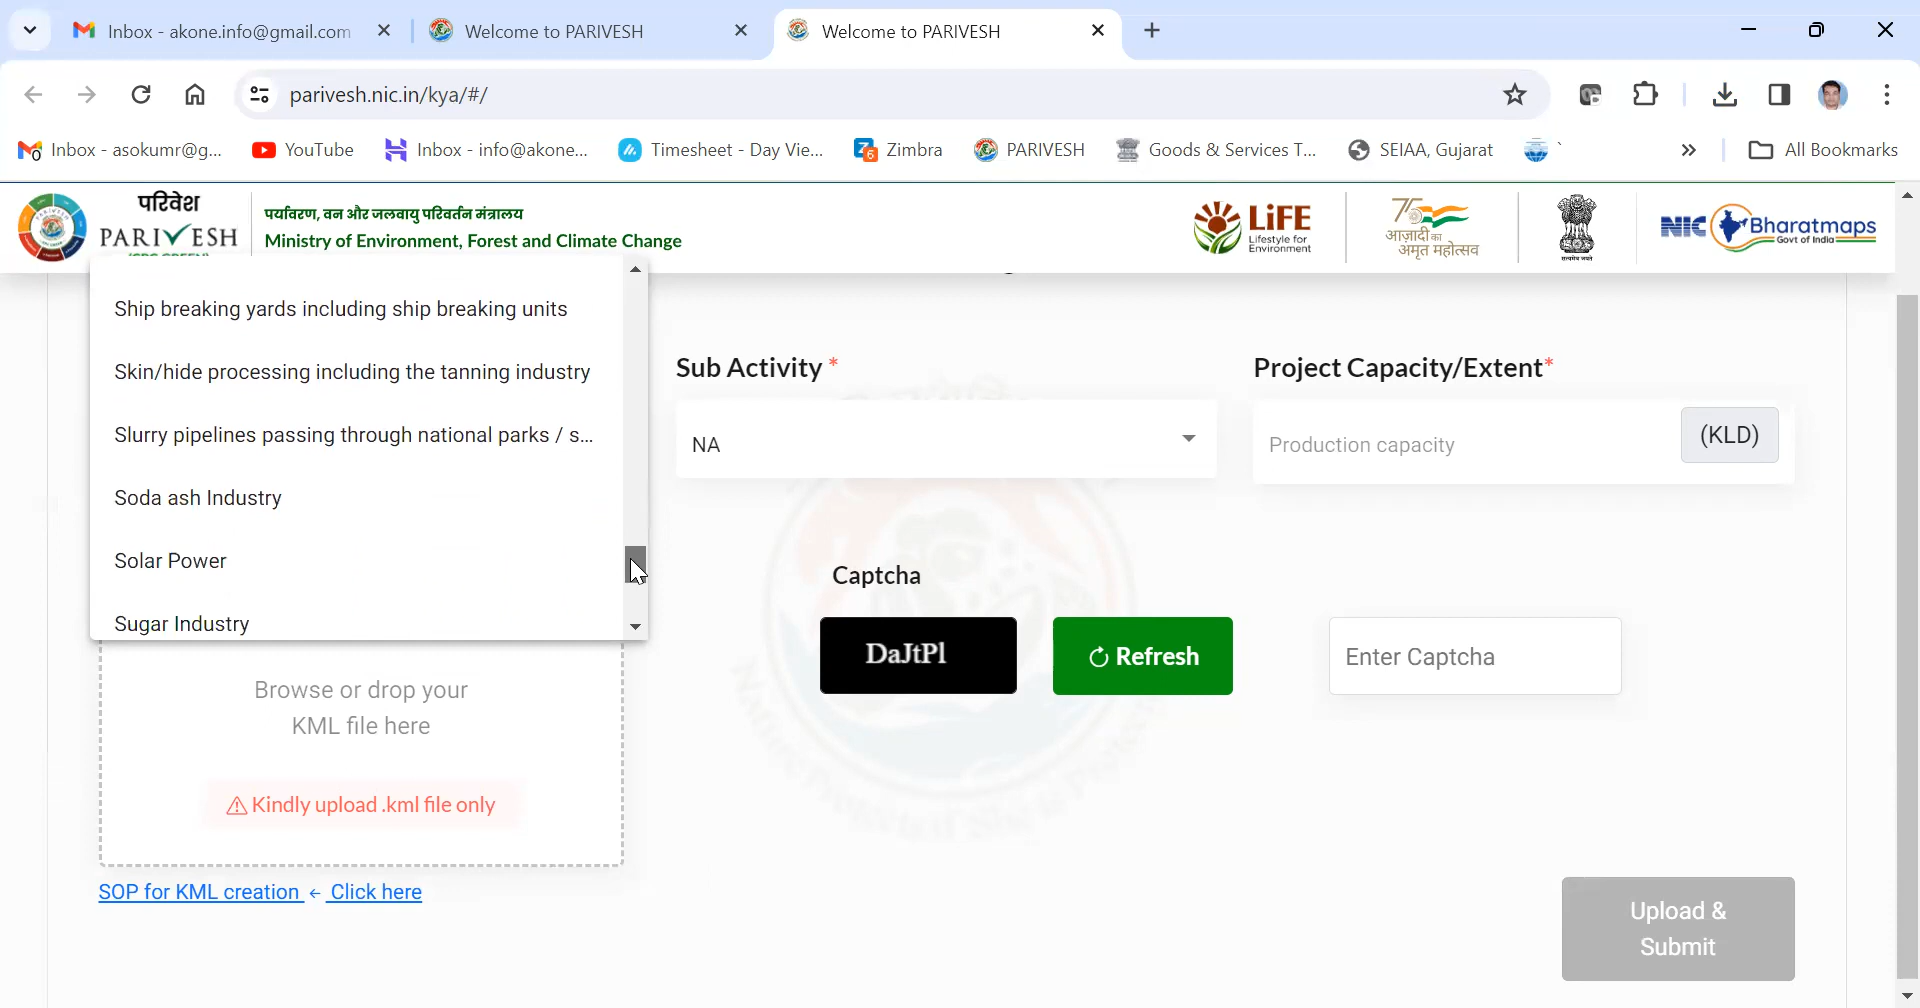 Inbox - akone.info@gmail.com
Welcome to PARIVESH
Welcome to PARIVESH
parivesh.nic.in/kya/#/
Inbox - asokumr@g...
YouTube
Inbox - info@akone...
Timesheet - Day Vie...
Zimbra
PARIVESH
Goods & Services T...
SEIAA, Gujarat
All Bookmarks
परिवेश
PARIVESH
पर्यावरण, वन और जलवायु परिवर्तन मंत्रालय
Ministry of Environment, Forest and Climate Change
LiFE
Lifestyle for
Environment
75
आज़ादी का
अमृत महोत्सव
सत्यमेव जयते
NIC Bharatmaps
Govt of India
Ship breaking yards including ship breaking units
Skin/hide processing including the tanning industry
Slurry pipelines passing through national parks / s...
Soda ash Industry
Solar Power
Sugar Industry
Sub Activity *
NA
Project Capacity/Extent*
Production capacity
(KLD)
Captcha
DaJtPl
Refresh
Enter Captcha
Browse or drop your
KML file here
Kindly upload .kml file only
SOP for KML creation ← Click here
Upload &
Submit